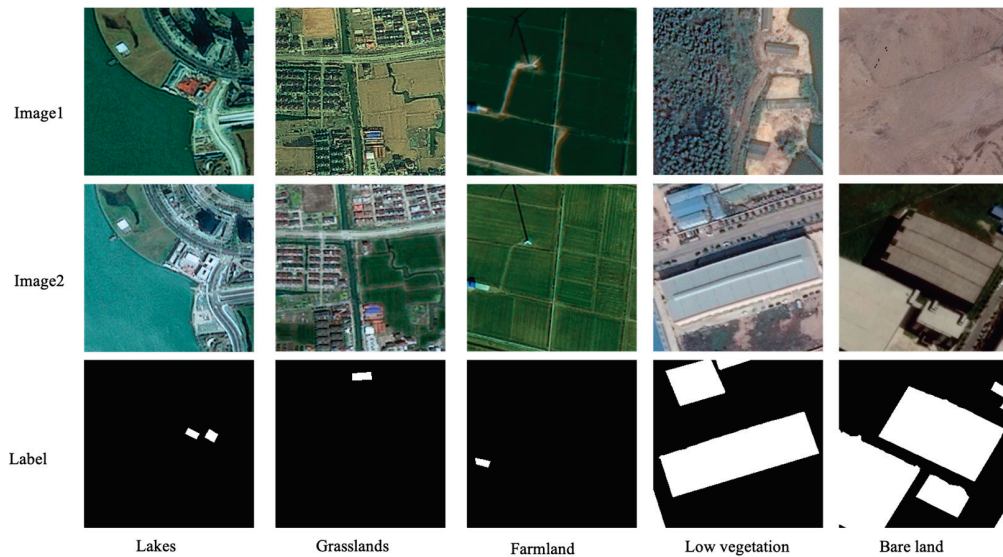 Image1
Image2
Label
Lakes
Grasslands
Farmland
Low vegetation
Bare land